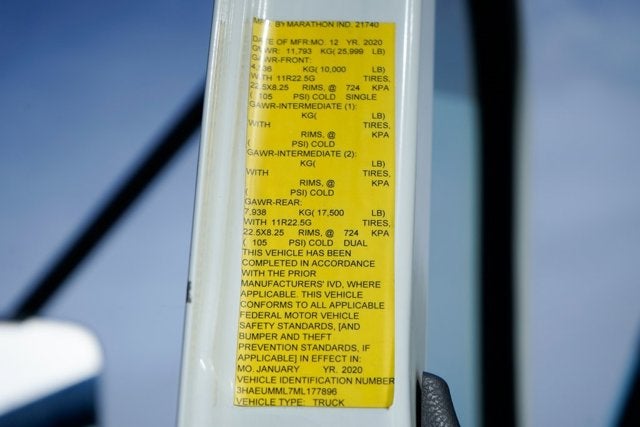 MFG. BY MARATHON IND. 21740
DATE OF MFR:MO. 12 YR. 2020
GVWR: 11,793 KG( 25,999 LB)
GAWR-FRONT:
4,536 KG( 10,000 LB)
WITH 11R22.5G TIRES,
22.5X8.25 RIMS, @ 724 KPA
( 105 PSI) COLD SINGLE
GAWR-INTERMEDIATE (1):
KG( LB)
WITH TIRES,
RIMS, @ KPA
( PSI) COLD
GAWR-INTERMEDIATE (2):
KG( LB)
WITH TIRES,
RIMS, @ KPA
( PSI) COLD
GAWR-REAR:
7,938 KG( 17,500 LB)
WITH 11R22.5G TIRES,
22.5X8.25 RIMS, @ 724 KPA
( 105 PSI) COLD DUAL
THIS VEHICLE HAS BEEN
COMPLETED IN ACCORDANCE
WITH THE PRIOR
MANUFACTURERS' IVD, WHERE
APPLICABLE. THIS VEHICLE
CONFORMS TO ALL APPLICABLE
FEDERAL MOTOR VEHICLE
SAFETY STANDARDS, [AND
BUMPER AND THEFT
PREVENTION STANDARDS, IF
APPLICABLE] IN EFFECT IN:
MO. JANUARY YR. 2020
VEHICLE IDENTIFICATION NUMBER
3HAEUMML7ML177896
VEHICLE TYPE: TRUCK